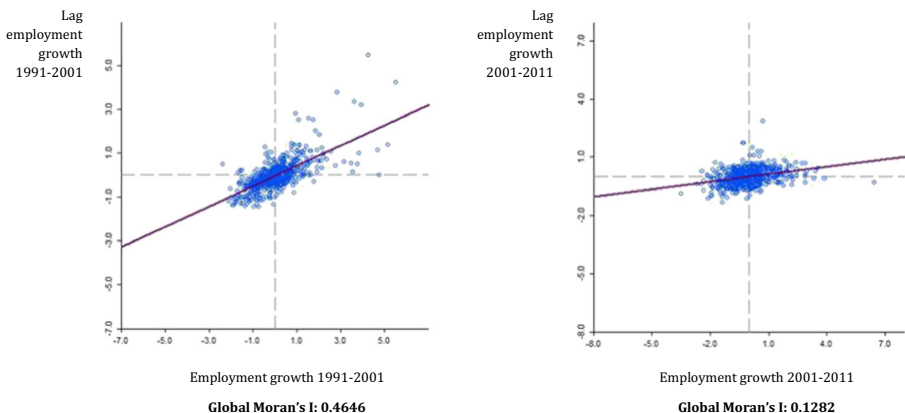 Lag
employment
growth
1991-2001
5.0
3.0
1.0
-1.0
-3.0
-5.0
-7.0
-7.0 -5.0 -3.0 -1.0 1.0 3.0 5.0
Employment growth 1991-2001
Global Moran's I: 0.4646
Lag
employment
growth
2001-2011
7.0
4.0
1.0
-2.0
-5.0
-8.0
-8.0 -5.0 -2.0 1.0 4.0 7.0
Employment growth 2001-2011
Global Moran's I: 0.1282